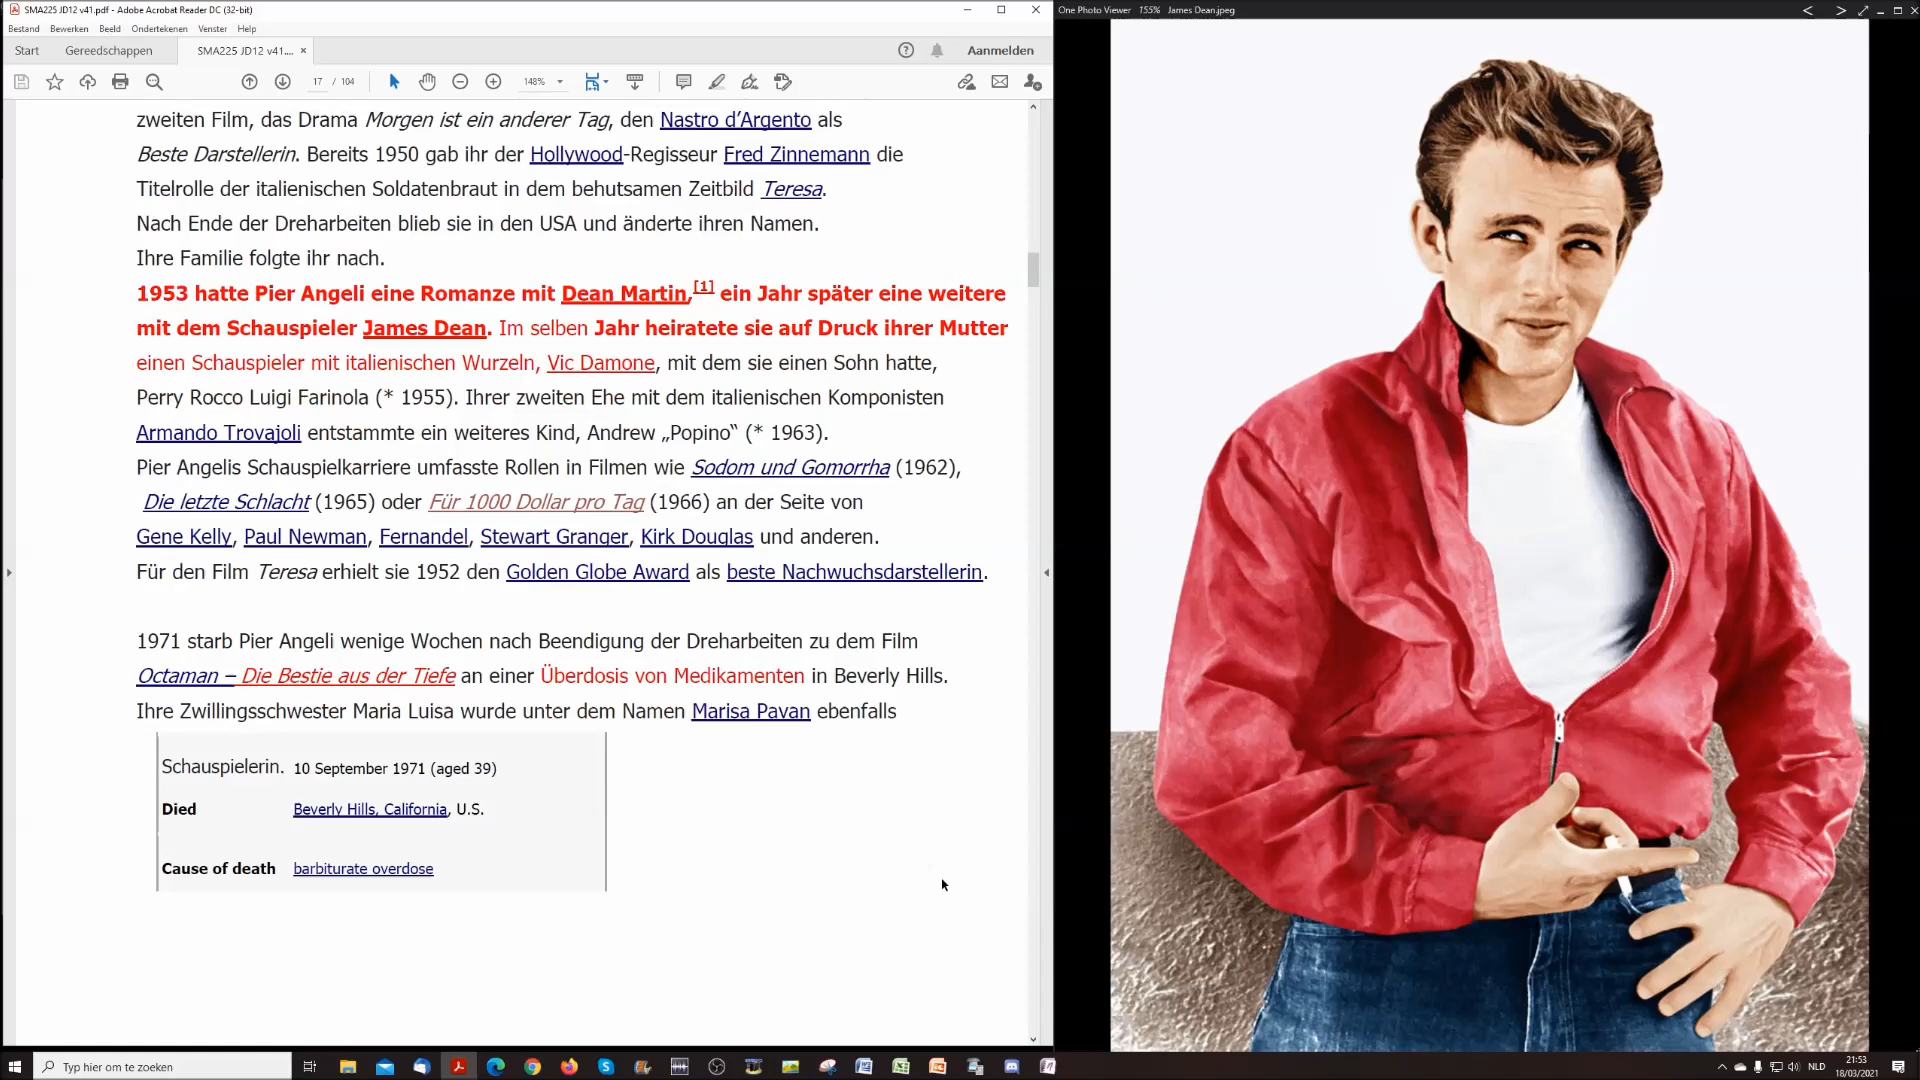 SMA225 JD12 v41.pdf - Adobe Acrobat Reader DC (32-bit)
Bestand Bewerken Beeld Ondertekenen Venster Help
Start Gereedschappen SMA225 JD12 v41.... × Aanmelden
17 / 104 148%
zweiten Film, das Drama Morgen ist ein anderer Tag, den Nastro d’Argento als
Beste Darstellerin. Bereits 1950 gab ihr der Hollywood-Regisseur Fred Zinnemann die
Titelrolle der italienischen Soldatenbraut in dem behutsamen Zeitbild Teresa.
Nach Ende der Dreharbeiten blieb sie in den USA und änderte ihren Namen.
Ihre Familie folgte ihr nach.
1953 hatte Pier Angeli eine Romanze mit Dean Martin,[1] ein Jahr später eine weitere
mit dem Schauspieler James Dean. Im selben Jahr heiratete sie auf Druck ihrer Mutter
einen Schauspieler mit italienischen Wurzeln, Vic Damone, mit dem sie einen Sohn hatte,
Perry Rocco Luigi Farinola (* 1955). Ihrer zweiten Ehe mit dem italienischen Komponisten
Armando Trovajoli entstammte ein weiteres Kind, Andrew „Popino“ (* 1963).
Pier Angelis Schauspielkarriere umfasste Rollen in Filmen wie Sodom und Gomorrha (1962),
Die letzte Schlacht (1965) oder Für 1000 Dollar pro Tag (1966) an der Seite von
Gene Kelly, Paul Newman, Fernandel, Stewart Granger, Kirk Douglas und anderen.
Für den Film Teresa erhielt sie 1952 den Golden Globe Award als beste Nachwuchsdarstellerin.
1971 starb Pier Angeli wenige Wochen nach Beendigung der Dreharbeiten zu dem Film
Octaman – Die Bestie aus der Tiefe an einer Überdosis von Medikamenten in Beverly Hills.
Ihre Zwillingsschwester Maria Luisa wurde unter dem Namen Marisa Pavan ebenfalls
Schauspielerin. 10 September 1971 (aged 39)
Died Beverly Hills, California, U.S.
Cause of death barbiturate overdose
One Photo Viewer 155% James Dean.jpeg
Typ hier om te zoeken
NLD
21:53
18/03/2021